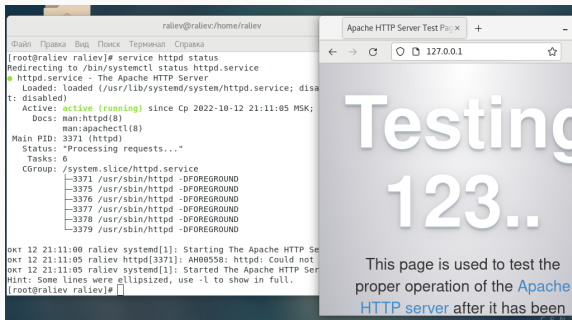 raliev@raliev:/home/raliev
Файл Правка Вид Поиск Терминал Справка
[root@raliev raliev]# service httpd status
Redirecting to /bin/systemctl status httpd.service
● httpd.service - The Apache HTTP Server
Loaded: loaded (/usr/lib/systemd/system/httpd.service; disa
t: disabled)
Active: active (running) since Ср 2022-10-12 21:11:05 MSK;
Docs: man:httpd(8)
man:apachectl(8)
Main PID: 3371 (httpd)
Status: "Processing requests..."
Tasks: 6
CGroup: /system.slice/httpd.service
├─3371 /usr/sbin/httpd -DFOREGROUND
├─3375 /usr/sbin/httpd -DFOREGROUND
├─3376 /usr/sbin/httpd -DFOREGROUND
├─3377 /usr/sbin/httpd -DFOREGROUND
├─3378 /usr/sbin/httpd -DFOREGROUND
└─3379 /usr/sbin/httpd -DFOREGROUND
окт 12 21:11:00 raliev systemd[1]: Starting The Apache HTTP Se
окт 12 21:11:05 raliev httpd[3371]: AH00558: httpd: Could not
окт 12 21:11:05 raliev systemd[1]: Started The Apache HTTP Ser
Hint: Some lines were ellipsized, use -l to show in full.
[root@raliev raliev]#
Apache HTTP Server Test Pag
127.0.0.1
Testing
123..
This page is used to test the
proper operation of the Apache
HTTP server after it has been